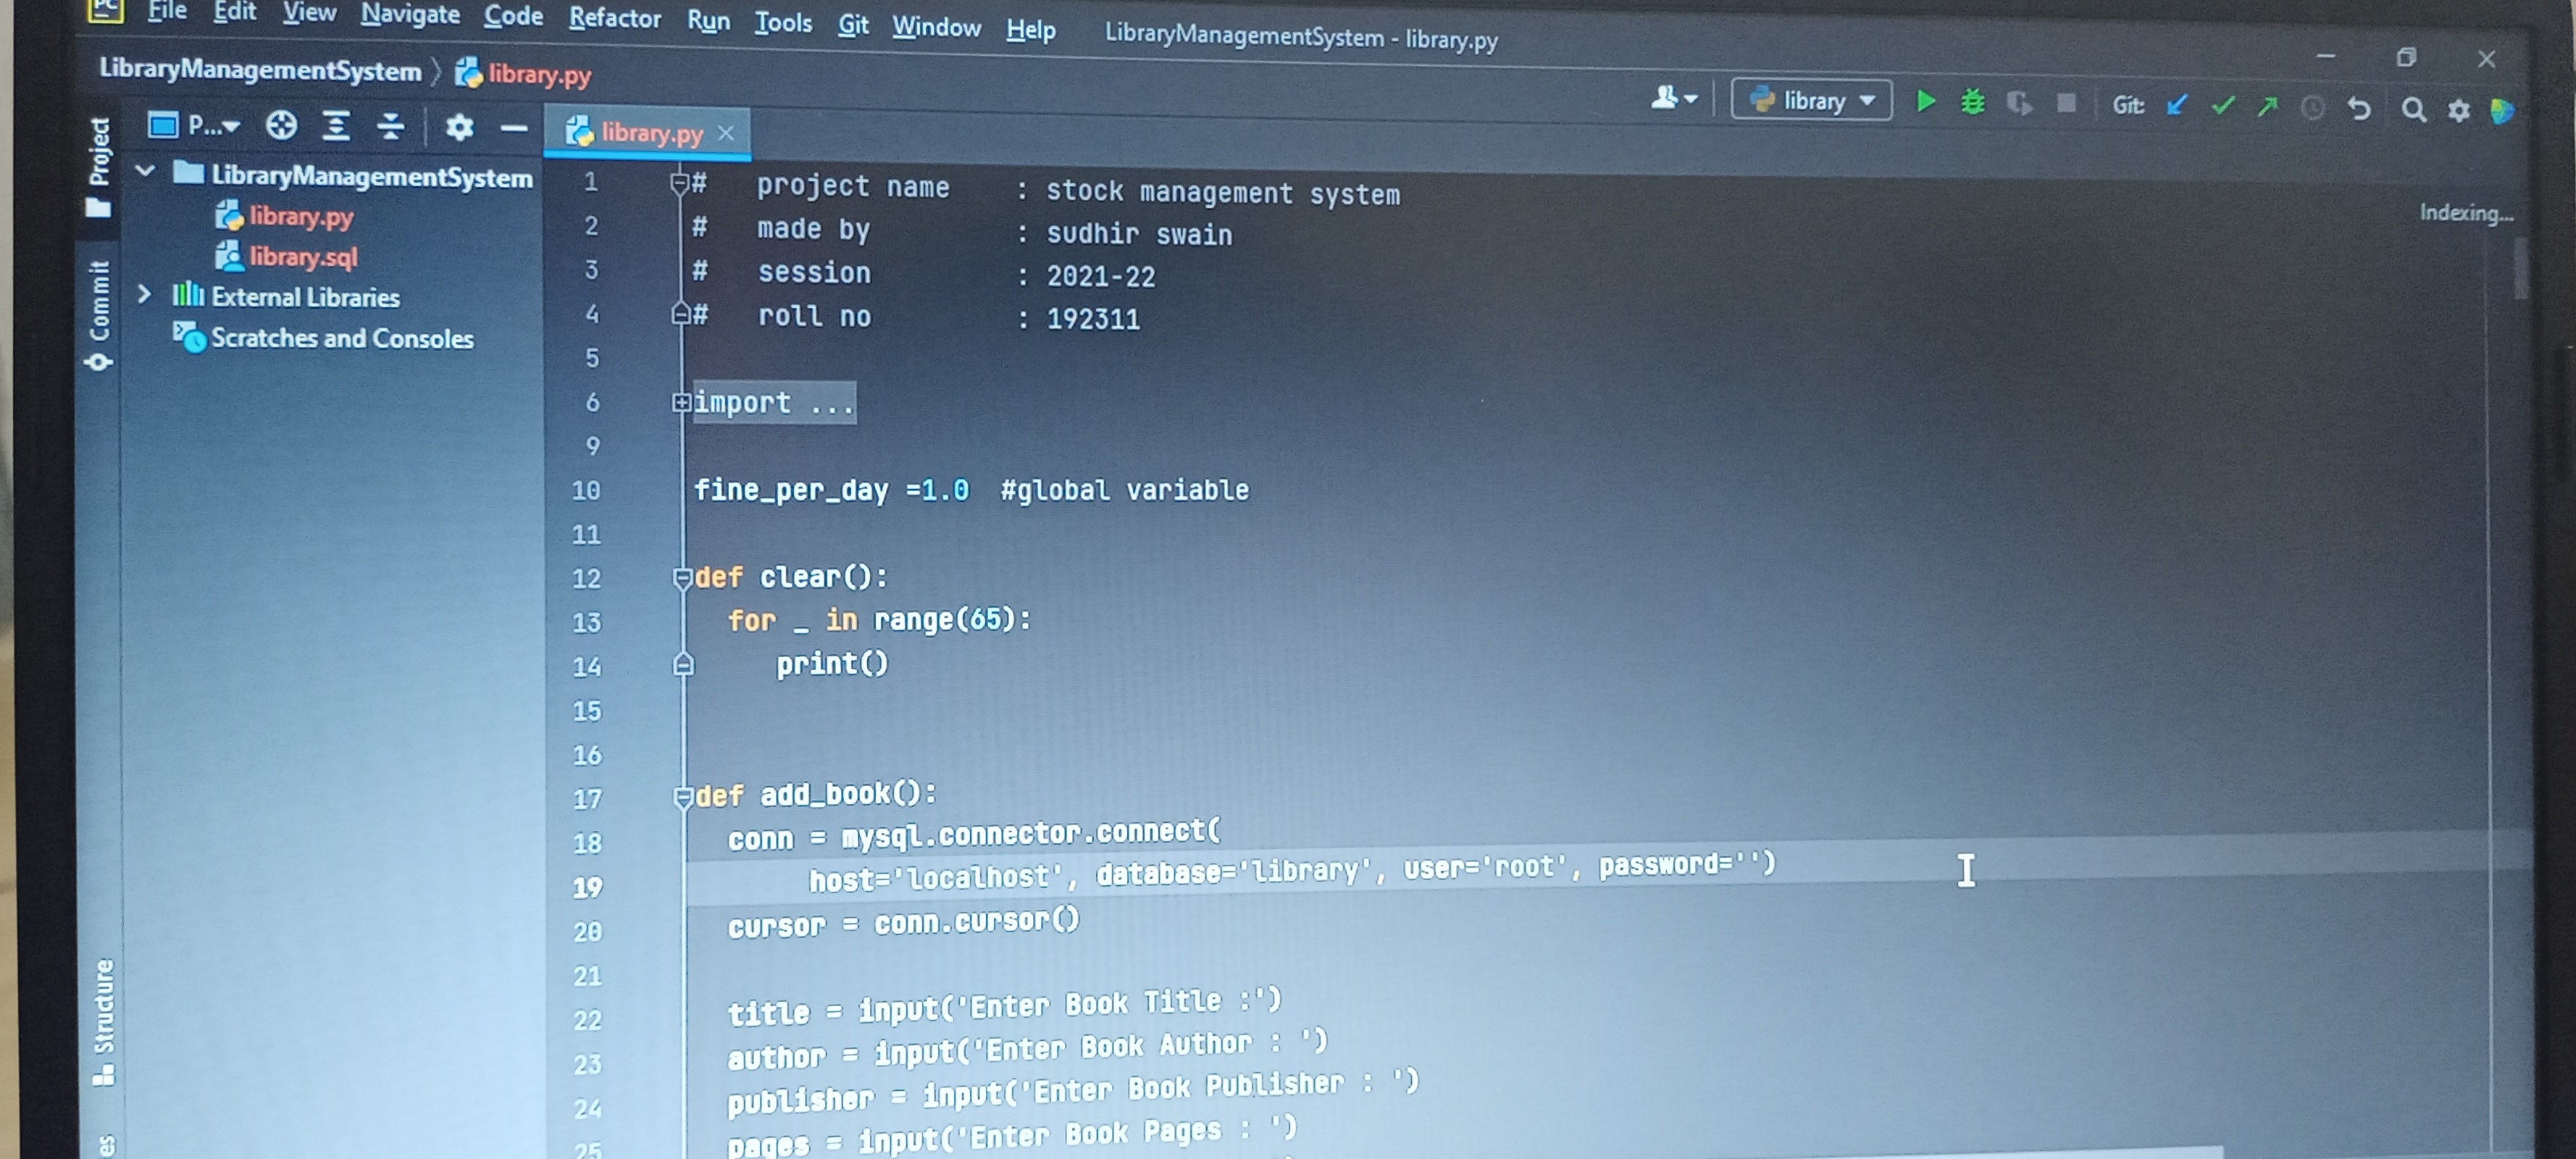 PC File Edit View Navigate Code Refactor Run Tools Git Window Help LibraryManagementSystem - library.py
LibraryManagementSystem library.py
library Git:
Project
P...
library.py
LibraryManagementSystem
library.py
library.sql
External Libraries
Scratches and Consoles
Commit
Structure
es
Indexing...
1 # project name : stock management system
2 # made by : sudhir swain
3 # session : 2021-22
4 # roll no : 192311
5
6 import ...
9
10 fine_per_day =1.0 #global variable
11
12 def clear():
13 for _ in range(65):
14 print()
15
16
17 def add_book():
18 conn = mysql.connector.connect(
19 host='localhost', database='library', user='root', password='')
20 cursor = conn.cursor()
21
22 title = input('Enter Book Title :')
23 author = input('Enter Book Author : ')
24 publisher = input('Enter Book Publisher : ')
25 pages = input('Enter Book Pages : ')